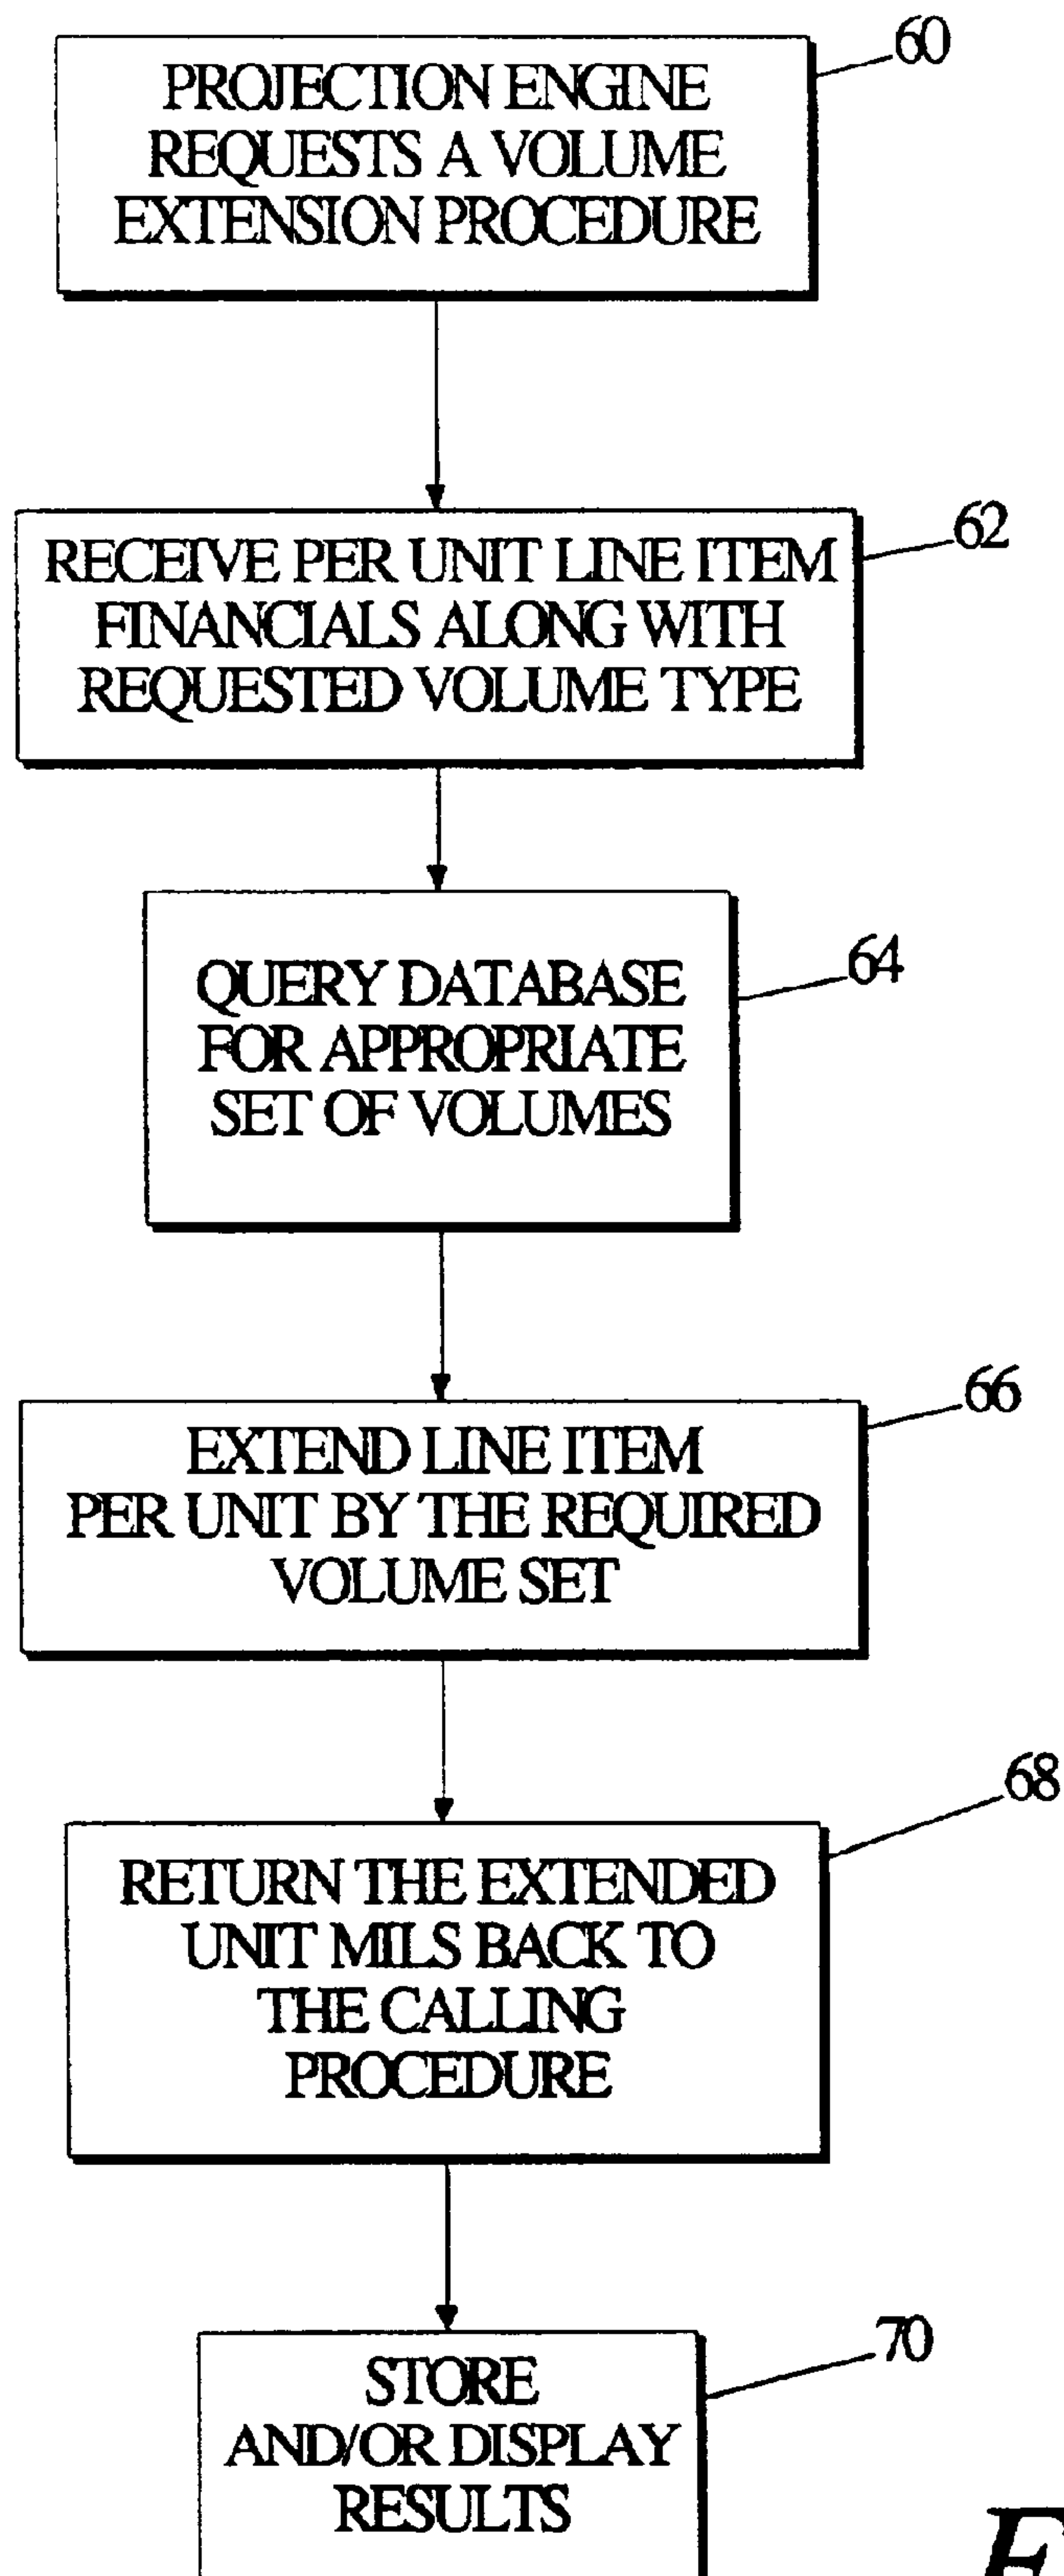 60
PROJECTION ENGINE
REQUESTS A VOLUME
EXTENSION PROCEDURE
62
RECEIVE PER UNIT LINE ITEM
FINANCIALS ALONG WITH
REQUESTED VOLUME TYPE
64
QUERY DATABASE
FOR APPROPRIATE
SET OF VOLUMES
66
EXTEND LINE ITEM
PER UNIT BY THE REQUIRED
VOLUME SET
68
RETURN THE EXTENDED
UNIT MILS BACK TO
THE CALLING
PROCEDURE
70
STORE
AND/OR DISPLAY
RESULTS